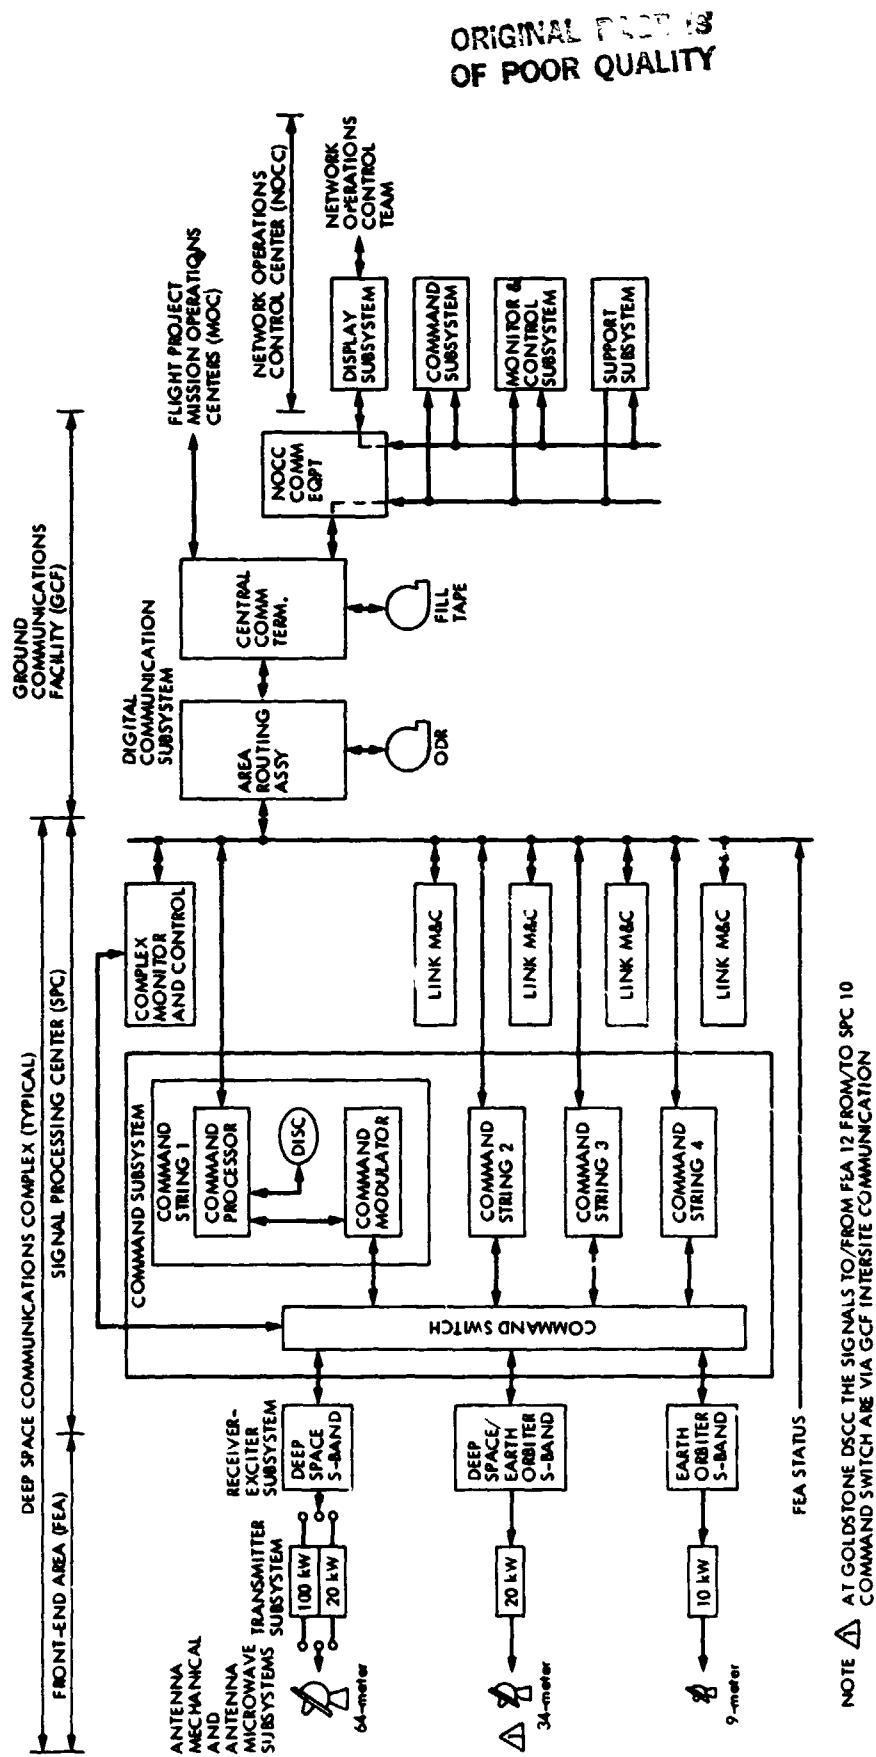 ORIGINAL
OF POOR QUALITY
DEEP SPACE COMMUNICATIONS COMPLEX (TYPICAL)
FRONT-END AREA (FEA)
SIGNAL PROCESSING CENTER (SPC)
GROUND
COMMUNICATIONS
FACILITY (GCF)
NETWORK OPERATIONS
CONTROL CENTER (NOCC)
ANTENNA
MECHANICAL
AND
ANTENNA
MICROWAVE
SUBSYSTEMS
TRANSMITTER
SUBSYSTEM
RECEIVER-
EXCITER
SUBSYSTEM
64-meter
100 kW
20 kW
DEEP
SPACE
S-BAND
1
34-meter
20 kW
DEEP
SPACE/
EARTH
ORBITER
S-BAND
9-meter
10 kW
EARTH
ORBITER
S-BAND
COMMAND SWITCH
COMMAND SUBSYSTEM
COMMAND
STRING 1
COMMAND
PROCESSOR
DISC
COMMAND
MODULATOR
COMMAND
STRING 2
COMMAND
STRING 3
COMMAND
STRING 4
COMPLEX
MONITOR
AND CONTROL
LINK M&C
LINK M&C
LINK M&C
LINK M&C
FEA STATUS
DIGITAL
COMMUNICATION
SUBSYSTEM
AREA
ROUTING
ASSY
ODR
CENTRAL
COMM
TERM.
FILL
TAPE
FLIGHT PROJECT
MISSION OPERATIONS
CENTERS (MOC)
NOCC
COMM
EQPT
DISPLAY
SUBSYSTEM
NETWORK
OPERATIONS
CONTROL
TEAM
COMMAND
SUBSYSTEM
MONITOR &
CONTROL
SUBSYSTEM
SUPPORT
SUBSYSTEM
NOTE 1 AT GOLDSTONE DSCC THE SIGNALS TO/FROM FEA 12 FROM/TO SPC 10
COMMAND SWITCH ARE VIA GCF INTERSITE COMMUNICATION